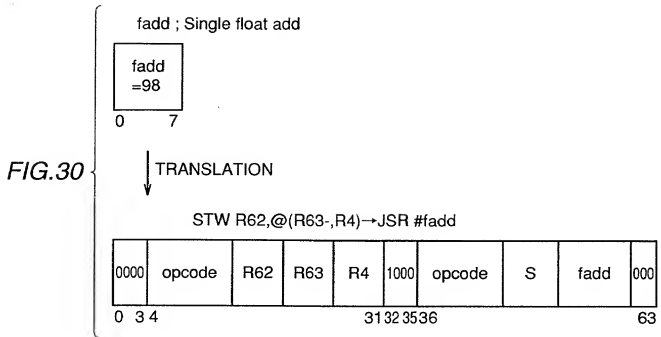 fadd ; Single float add
fadd
=98
0 7
FIG.30
TRANSLATION
STW R62,@(R63-,R4)→JSR #fadd
0000 opcode R62 R63 R4 1000 opcode S fadd 000
0 3 4 31 32 35 36 63